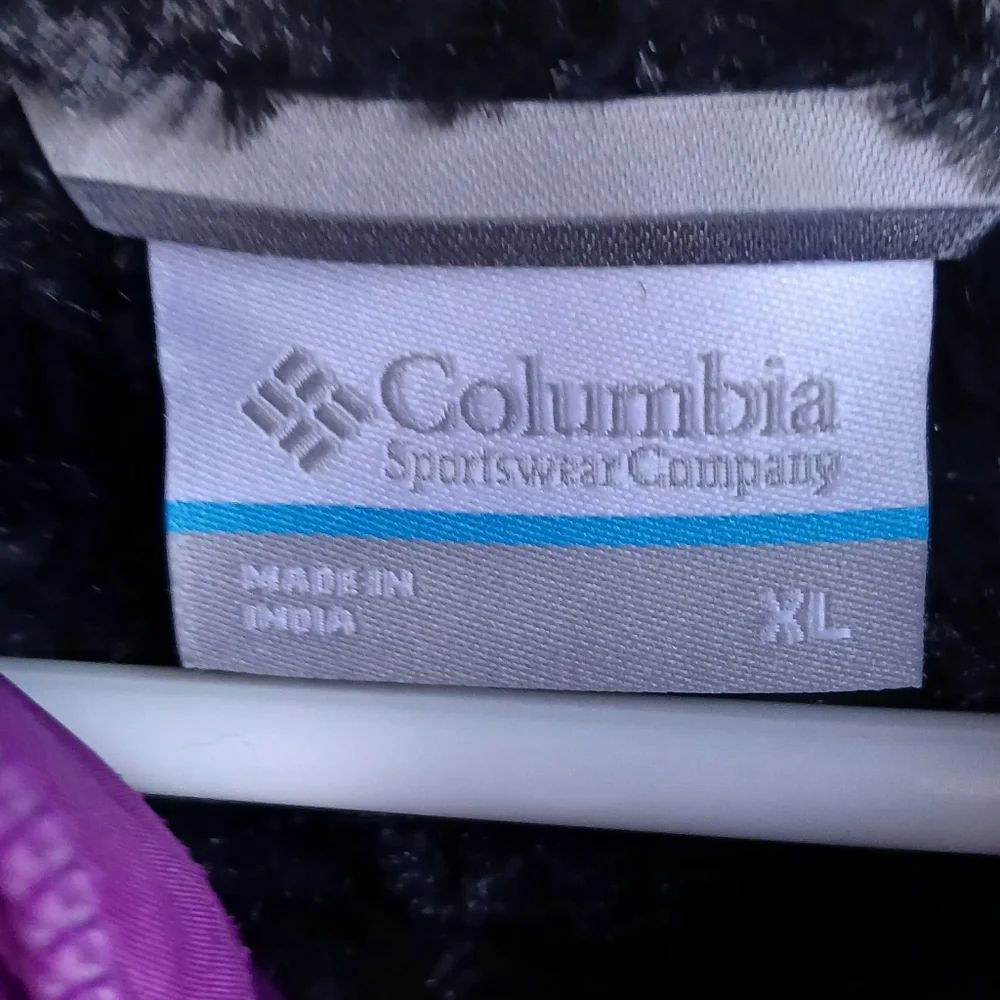 Columbia
Sportswear Company
MADE IN
INDIA
XL